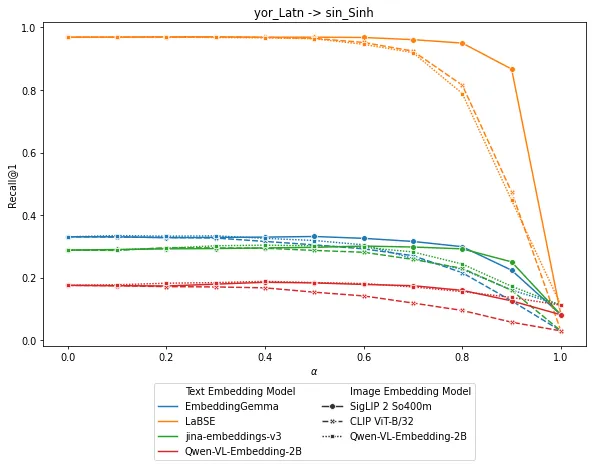 yor_Latn -> sin_Sinh
1.0
0.8
0.6
0.4
0.2
0.0
Recall@1
0.0 0.2 0.4 0.6 0.8 1.0
α
Text Embedding Model Image Embedding Model
EmbeddingGemma SigLIP 2 So400m
LaBSE CLIP ViT-B/32
jina-embeddings-v3 Qwen-VL-Embedding-2B
Qwen-VL-Embedding-2B